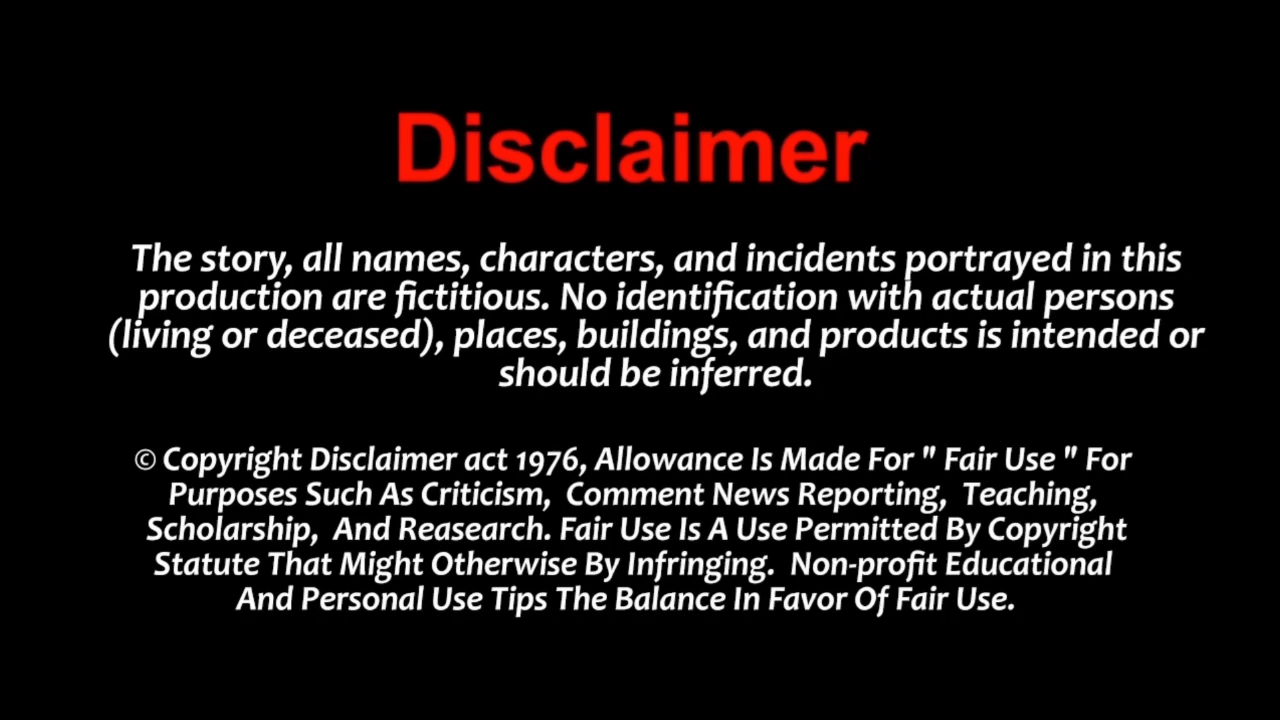 Disclaimer
The story, all names, characters, and incidents portrayed in this
production are fictitious. No identification with actual persons
(living or deceased), places, buildings, and products is intended or
should be inferred.
© Copyright Disclaimer act 1976, Allowance Is Made For " Fair Use " For
Purposes Such As Criticism,  Comment News Reporting,  Teaching,
Scholarship,  And Reasearch. Fair Use Is A Use Permitted By Copyright
Statute That Might Otherwise By Infringing.  Non-profit Educational
And Personal Use Tips The Balance In Favor Of Fair Use.